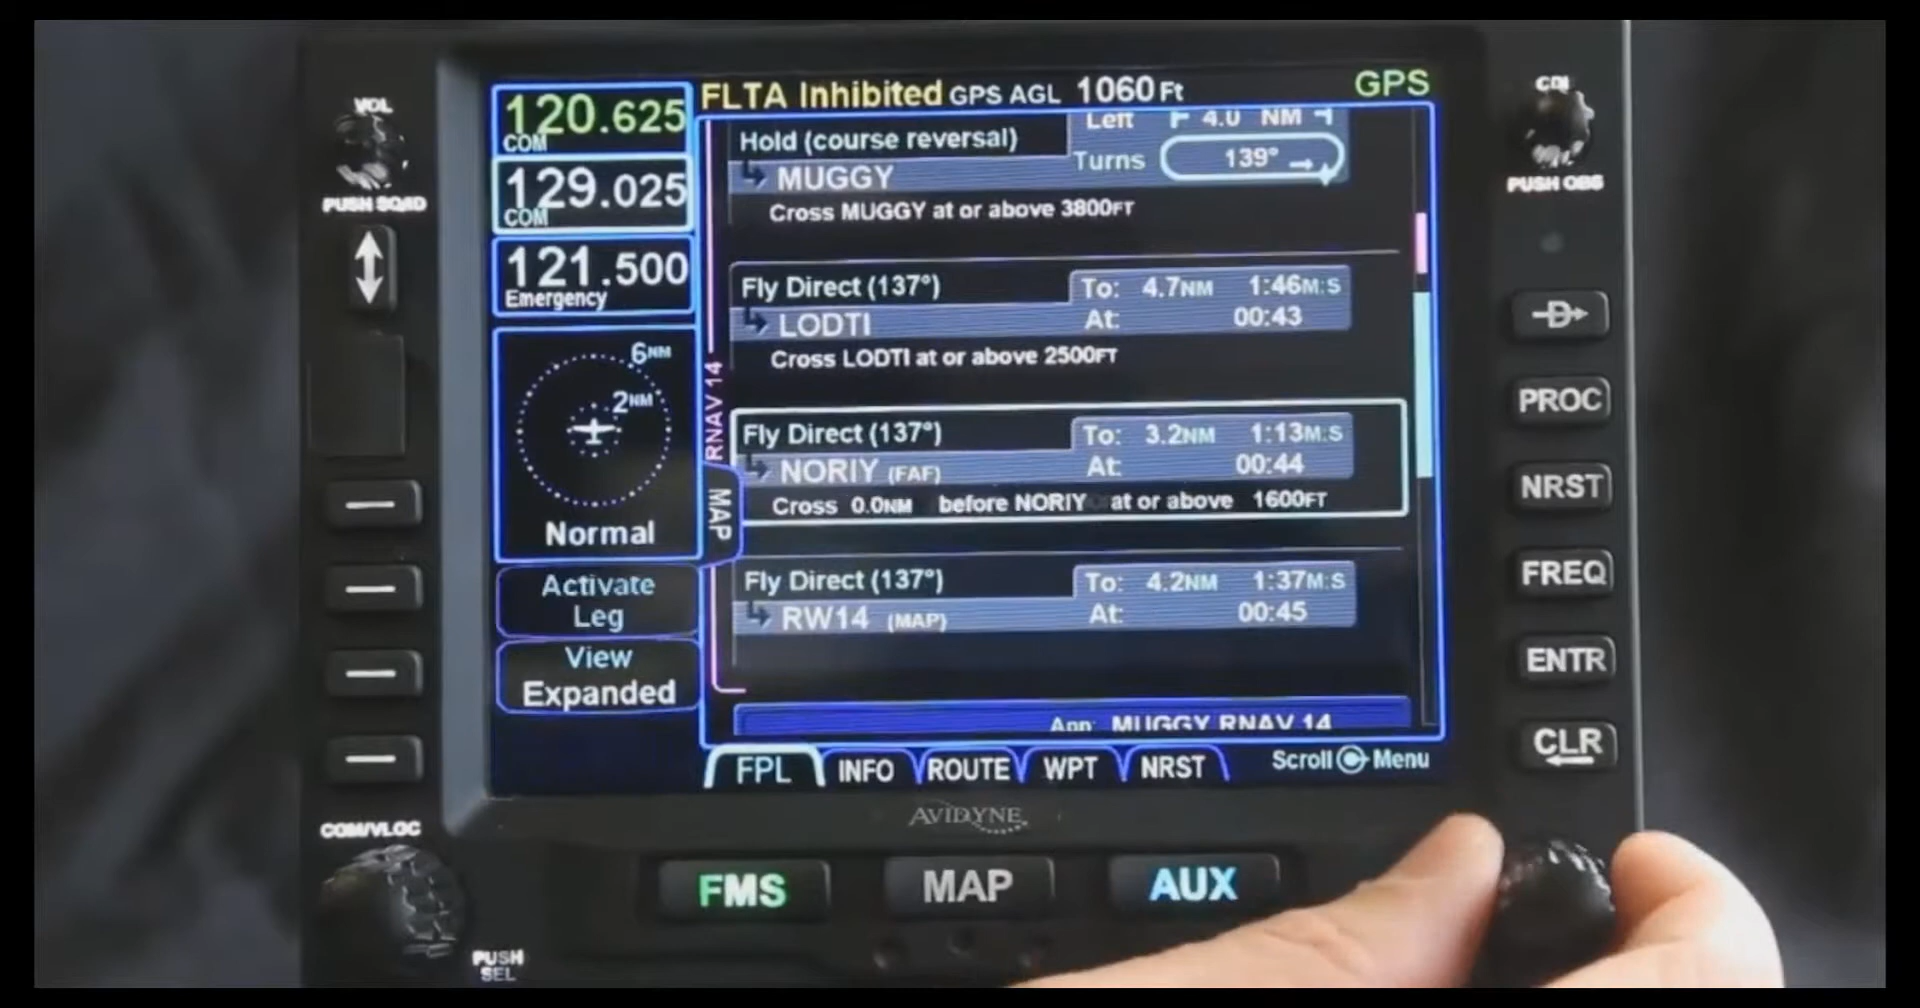 VOL
PUSH SQ/ID
COM/VLOC
PUSH
SEL
120.625
COM
129.025
COM
121.500
Emergency
6NM
2NM
Normal
Activate
Leg
View
Expanded
FLTA Inhibited GPS AGL 1060 Ft
GPS
RNAV 14
MAP
Hold (course reversal)
Left 4.0 NM
Turns 139°
MUGGY
Cross MUGGY at or above 3800FT
Fly Direct (137°) To: 4.7NM 1:46M:S
LODTI At: 00:43
Cross LODTI at or above 2500FT
Fly Direct (137°) To: 3.2NM 1:13M:S
NORIY (FAF) At: 00:44
Cross 0.0NM before NORIY at or above 1600FT
Fly Direct (137°) To: 4.2NM 1:37M:S
RW14 (MAP) At: 00:45
App: MUGGY RNAV 14
FPL INFO ROUTE WPT NRST Scroll Menu
AVIDYNE
FMS MAP AUX
CDI
PUSH OBS
D
PROC
NRST
FREQ
ENTR
CLR